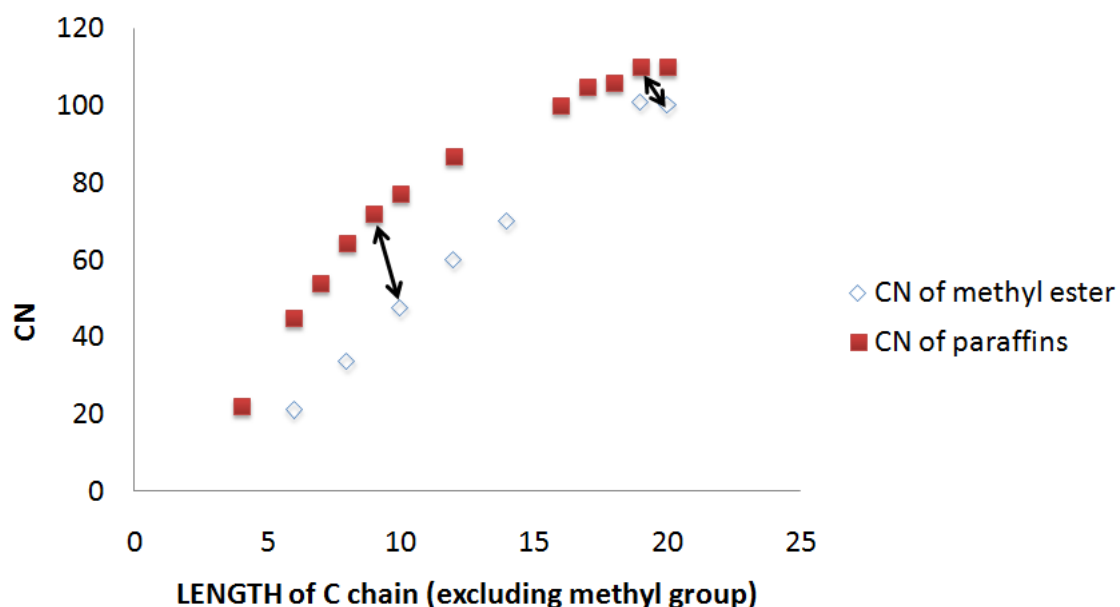 120
100
80
60
40
20
0
CN
0 5 10 15 20 25
LENGTH of C chain (excluding methyl group)
CN of methyl ester
CN of paraffins